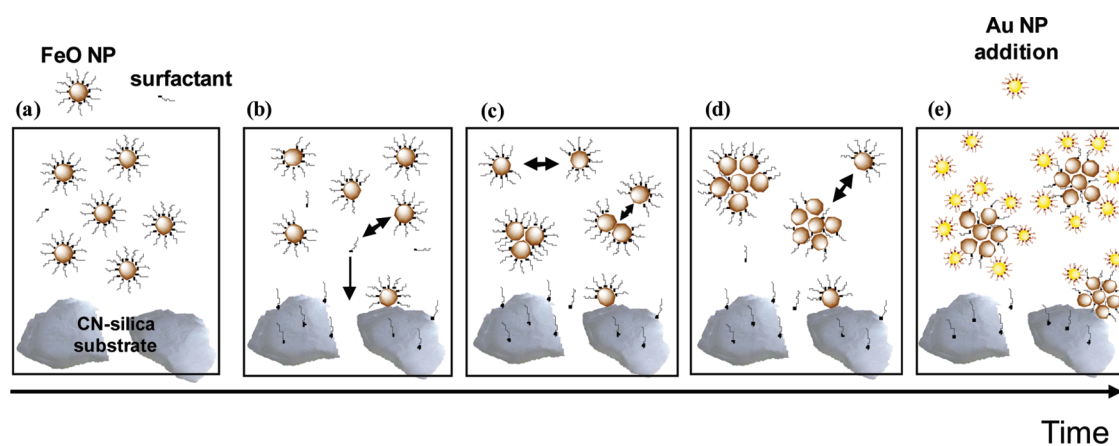 FeO NP
surfactant
Au NP
addition
(a)
(b)
(c)
(d)
(e)
CN-silica
substrate
Time